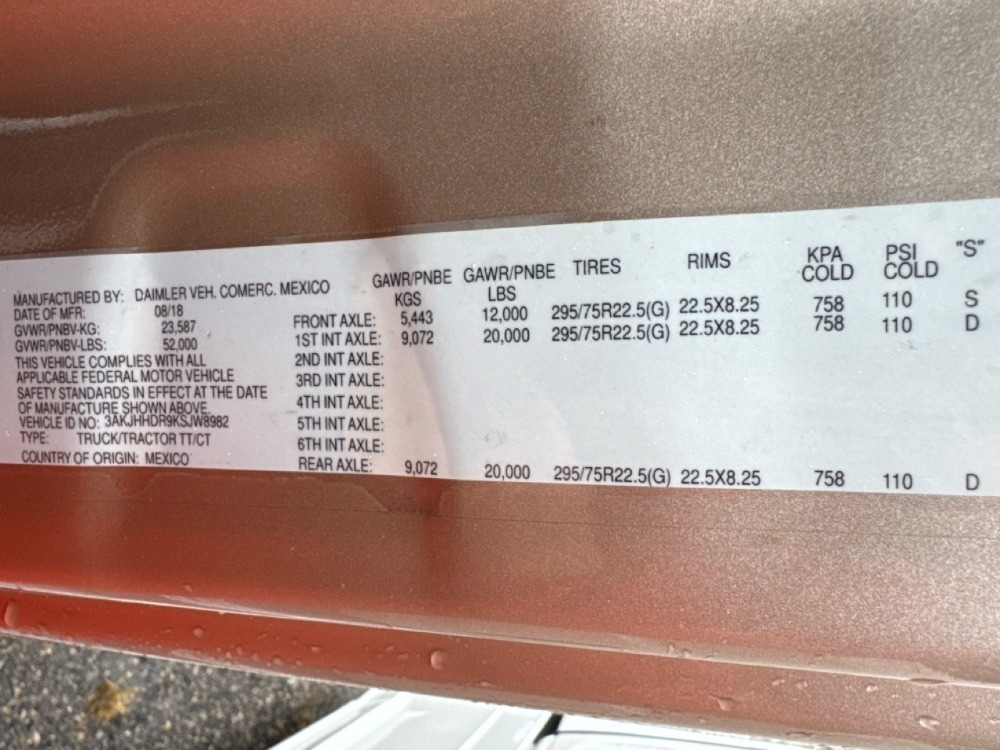 MANUFACTURED BY: DAIMLER VEH. COMERC. MEXICO
DATE OF MFR: 08/18
GVWR/PNBV-KG: 23,587
GVWR/PNBV-LBS: 52,000
THIS VEHICLE COMPLIES WITH ALL
APPLICABLE FEDERAL MOTOR VEHICLE
SAFETY STANDARDS IN EFFECT AT THE DATE
OF MANUFACTURE SHOWN ABOVE.
VEHICLE ID NO: 3AKJHHDR9KSJW8982
TYPE: TRUCK/TRACTOR TT/CT
COUNTRY OF ORIGIN: MEXICO
GAWR/PNBE GAWR/PNBE TIRES RIMS KPA PSI "S"
KGS LBS COLD COLD
FRONT AXLE: 5,443 12,000 295/75R22.5(G) 22.5X8.25 758 110 S
1ST INT AXLE: 9,072 20,000 295/75R22.5(G) 22.5X8.25 758 110 D
2ND INT AXLE:
3RD INT AXLE:
4TH INT AXLE:
5TH INT AXLE:
6TH INT AXLE:
REAR AXLE: 9,072 20,000 295/75R22.5(G) 22.5X8.25 758 110 D